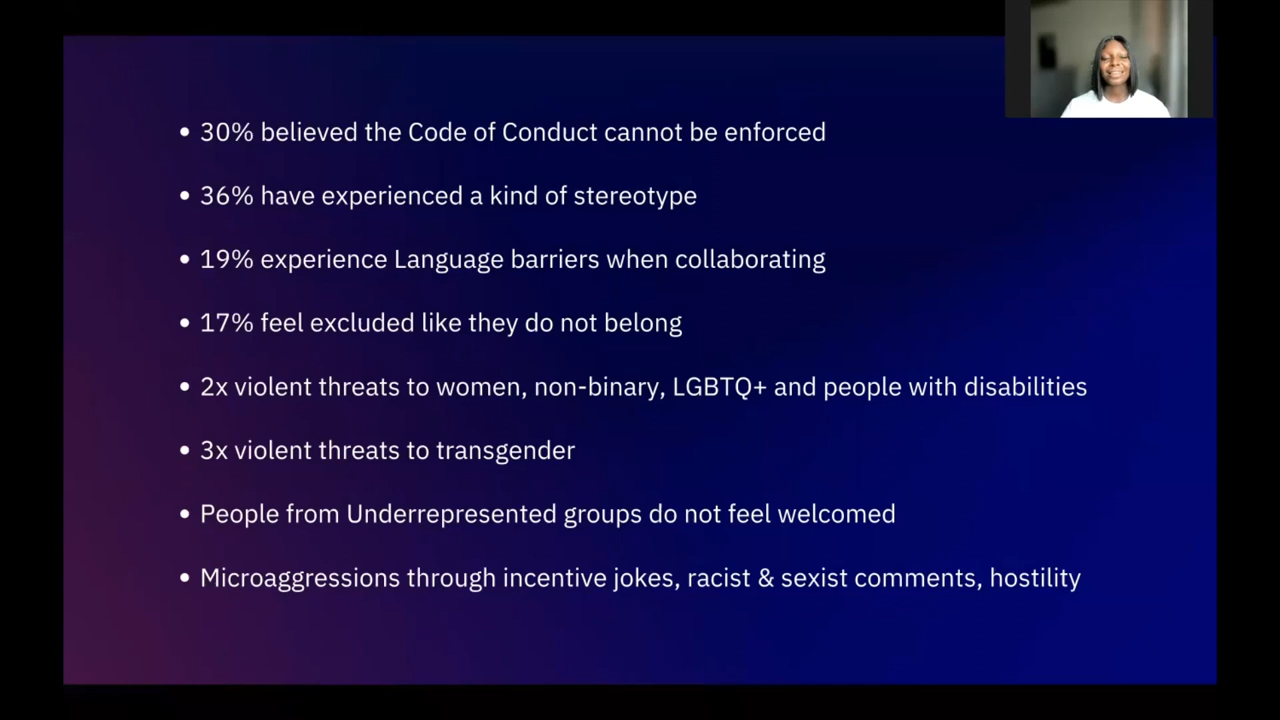 • 30% believed the Code of Conduct cannot be enforced
• 36% have experienced a kind of stereotype
• 19% experience Language barriers when collaborating
• 17% feel excluded like they do not belong
• 2x violent threats to women, non-binary, LGBTQ+ and people with disabilities
• 3x violent threats to transgender
• People from Underrepresented groups do not feel welcomed
• Microaggressions through incentive jokes, racist & sexist comments, hostility